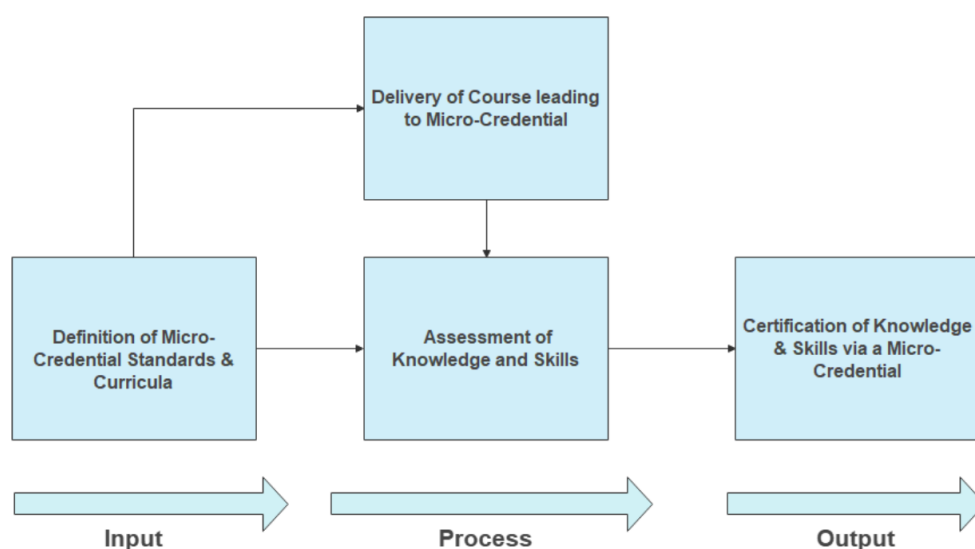 Delivery of Course leading
to Micro-Credential
Definition of Micro-
Credential Standards &
Curricula
Assessment of
Knowledge and Skills
Certification of Knowledge
& Skills via a Micro-
Credential
Input
Process
Output